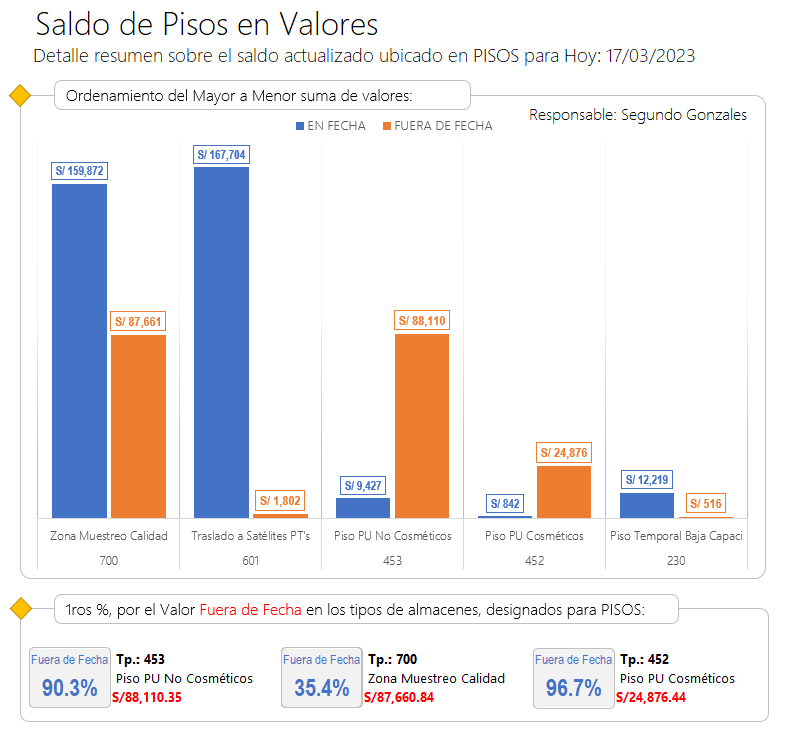 Saldo de Pisos en Valores
Detalle resumen sobre el saldo actualizado ubicado en PISOS para Hoy: 17/03/2023
Ordenamiento del Mayor a Menor suma de valores:
Responsable: Segundo Gonzales
EN FECHA
FUERA DE FECHA
S/ 159,872
S/ 87,661
S/ 167,704
S/ 1,802
S/ 9,427
S/ 88,110
S/ 842
S/ 24,876
S/ 12,219
S/ 516
Zona Muestreo Calidad
Traslado a Satélites PT's
Piso PU No Cosméticos
Piso PU Cosméticos
Piso Temporal Baja Capaci
700
601
453
452
230
1ros %, por el Valor Fuera de Fecha en los tipos de almacenes, designados para PISOS:
Fuera de Fecha
90.3%
Tp.: 453
Piso PU No Cosméticos
S/88,110.35
Fuera de Fecha
35.4%
Tp.: 700
Zona Muestreo Calidad
S/87,660.84
Fuera de Fecha
96.7%
Tp.: 452
Piso PU Cosméticos
S/24,876.44